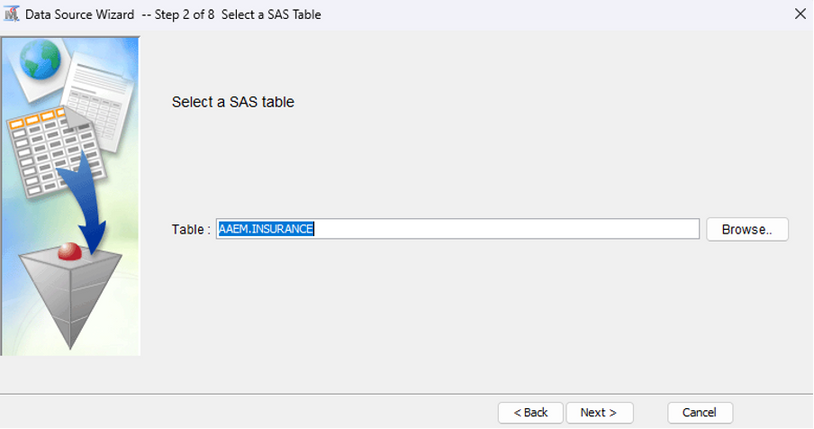 Data Source Wizard -- Step 2 of 8 Select a SAS Table
Select a SAS table
Table : AAEM.INSURANCE Browse..
< Back Next > Cancel